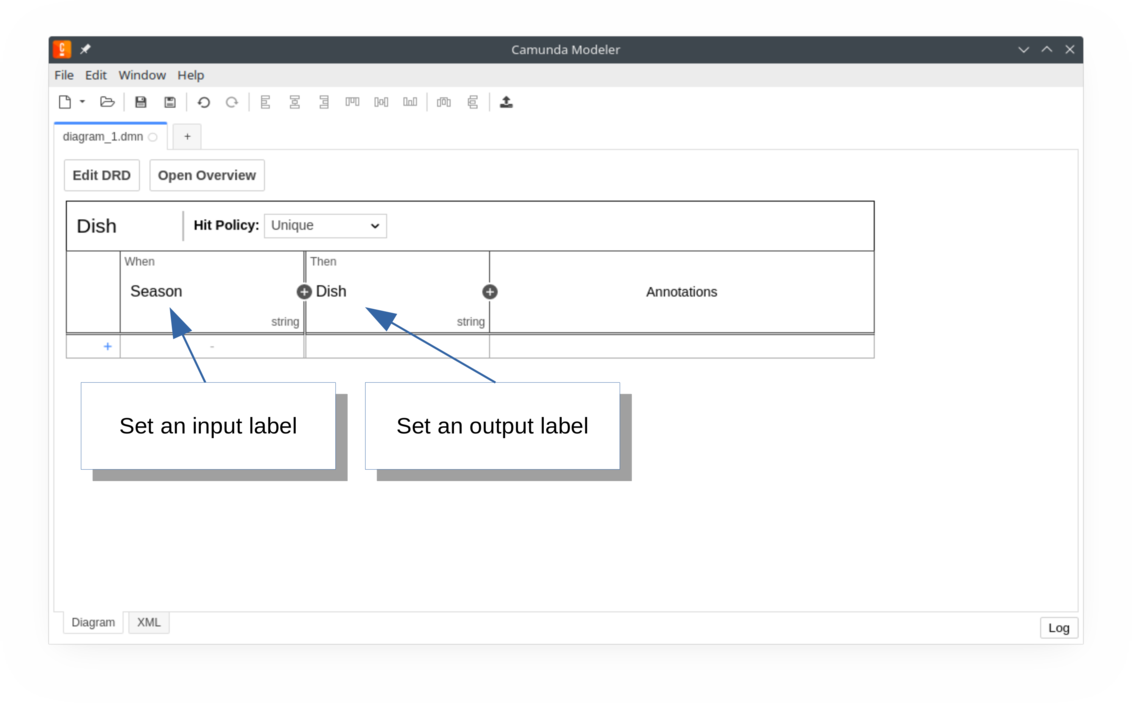 Camunda Modeler
File Edit Window Help
diagram_1.dmn +
Edit DRD Open Overview
Dish Hit Policy: Unique
When Then
Season + Dish + Annotations
string string
+ -
Set an input label Set an output label
Diagram XML
Log